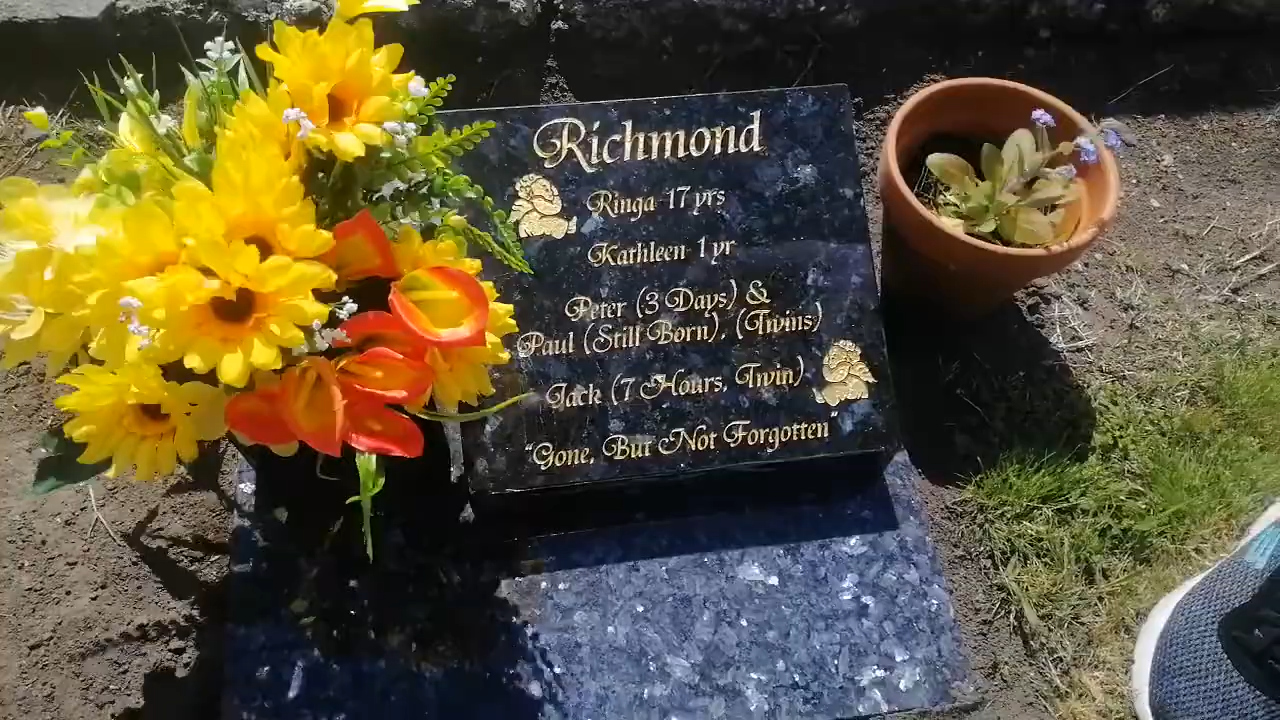 Richmond
Ringa 17 yrs
Kathleen 1 yr
Peter (3 Days) &
Paul (Still Born), (Twins)
Jack (7 Hours, Twin)
"Gone, But Not Forgotten"